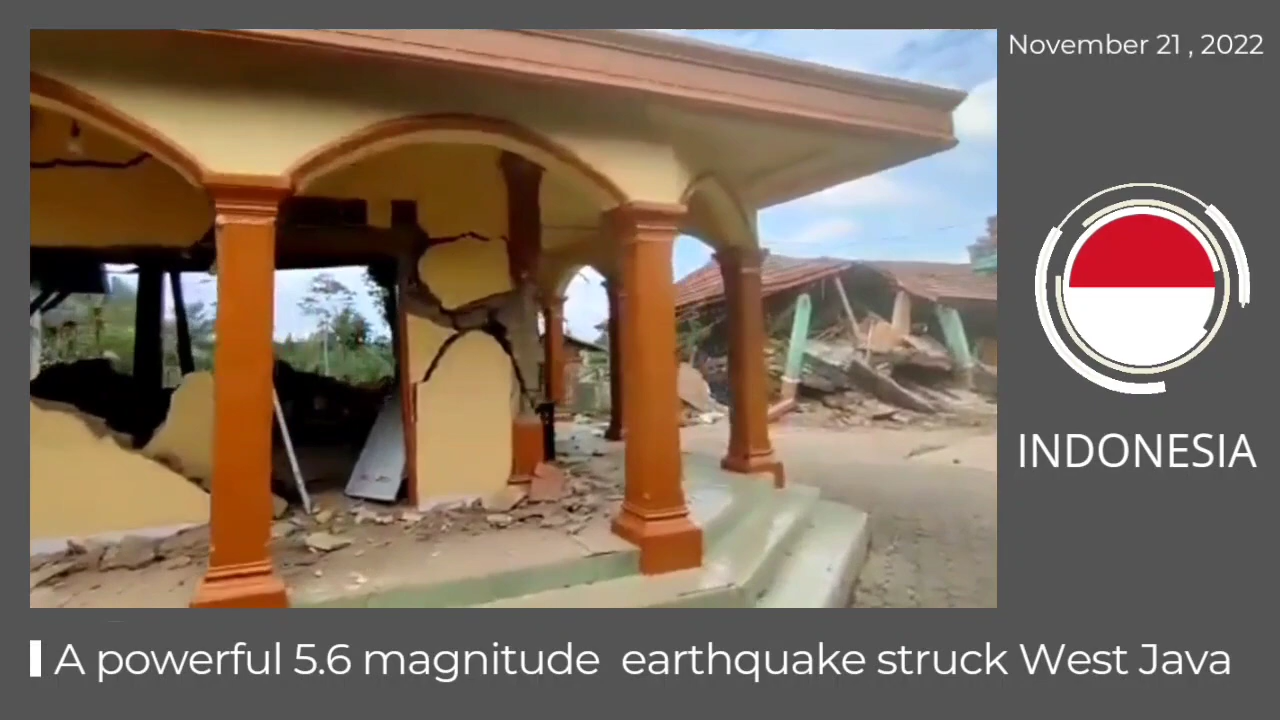 November 21 , 2022
INDONESIA
A powerful 5.6 magnitude earthquake struck West Java